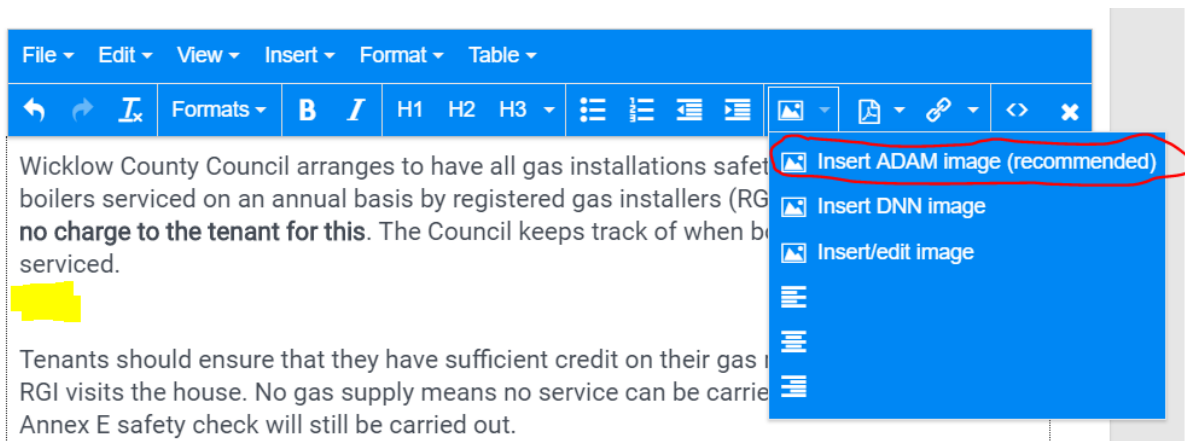 File Edit View Insert Format Table
Formats B I H1 H2 H3
Wicklow County Council arranges to have all gas installations safet
boilers serviced on an annual basis by registered gas installers (RG
no charge to the tenant for this. The Council keeps track of when b
serviced.
Tenants should ensure that they have sufficient credit on their gas
RGI visits the house. No gas supply means no service can be carrie
Annex E safety check will still be carried out.
Insert ADAM image (recommended)
Insert DNN image
Insert/edit image